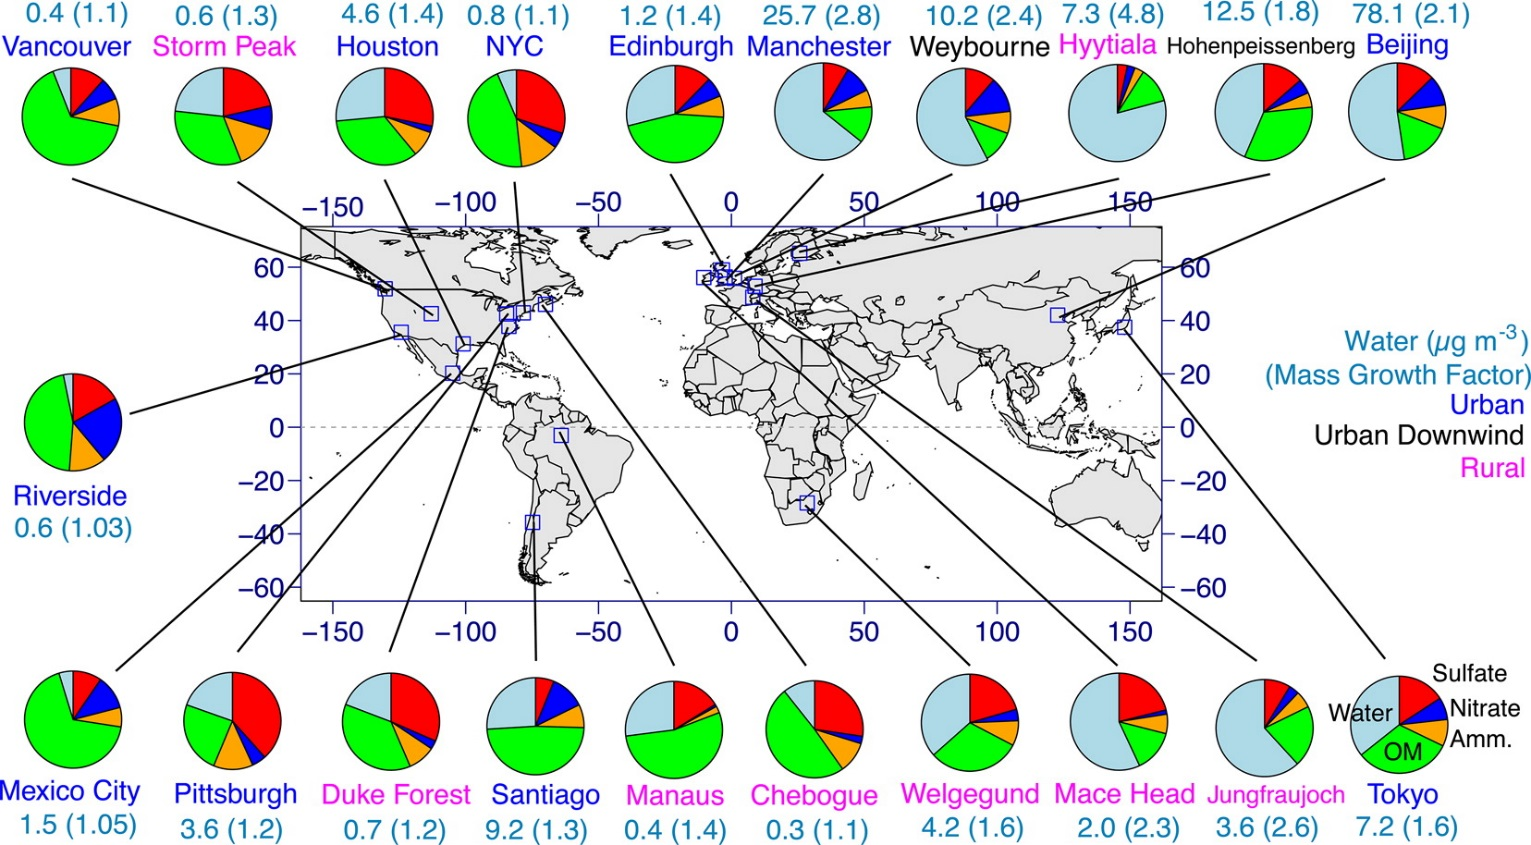 0.4 (1.1) 0.6 (1.3) 4.6 (1.4) 0.8 (1.1) 1.2 (1.4) 25.7 (2.8) 10.2 (2.4) 7.3 (4.8) 12.5 (1.8) 78.1 (2.1)
Vancouver Storm Peak Houston NYC Edinburgh Manchester Weybourne Hyytiala Hohenpeissenberg Beijing
−150 −100 −50 0 50 100 150
60 60
40 40
20 20
0 0
−20 −20
−40 −40
−60 −60
−150 −100 −50 0 50 100 150
Water (µg m⁻³)
(Mass Growth Factor)
Urban
Urban Downwind
Rural
Riverside
0.6 (1.03)
Sulfate
Water Nitrate
OM Amm.
Mexico City Pittsburgh Duke Forest Santiago Manaus Chebogue Welgegund Mace Head Jungfraujoch Tokyo
1.5 (1.05) 3.6 (1.2) 0.7 (1.2) 9.2 (1.3) 0.4 (1.4) 0.3 (1.1) 4.2 (1.6) 2.0 (2.3) 3.6 (2.6) 7.2 (1.6)